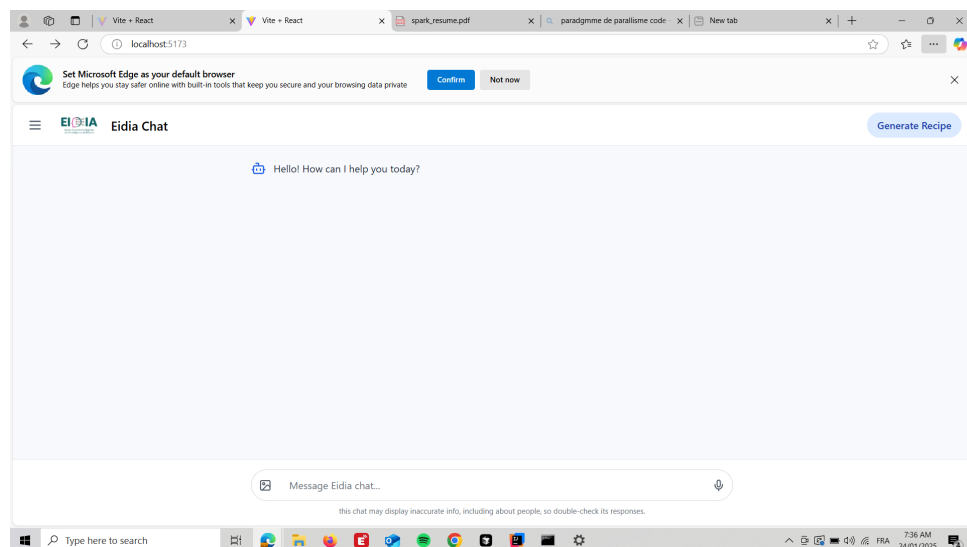 Vite + React
Vite + React
spark_resume.pdf
paradgmme de parallisme code
New tab
localhost:5173
Set Microsoft Edge as your default browser
Edge helps you stay safer online with built-in tools that keep you secure and your browsing data private
Confirm
Not now
EIDIA
Eidia Chat
Generate Recipe
Hello! How can I help you today?
Message Eidia chat...
this chat may display inaccurate info, including about people, so double-check its responses.
Type here to search
FRA
7:36 AM
24/01/2025